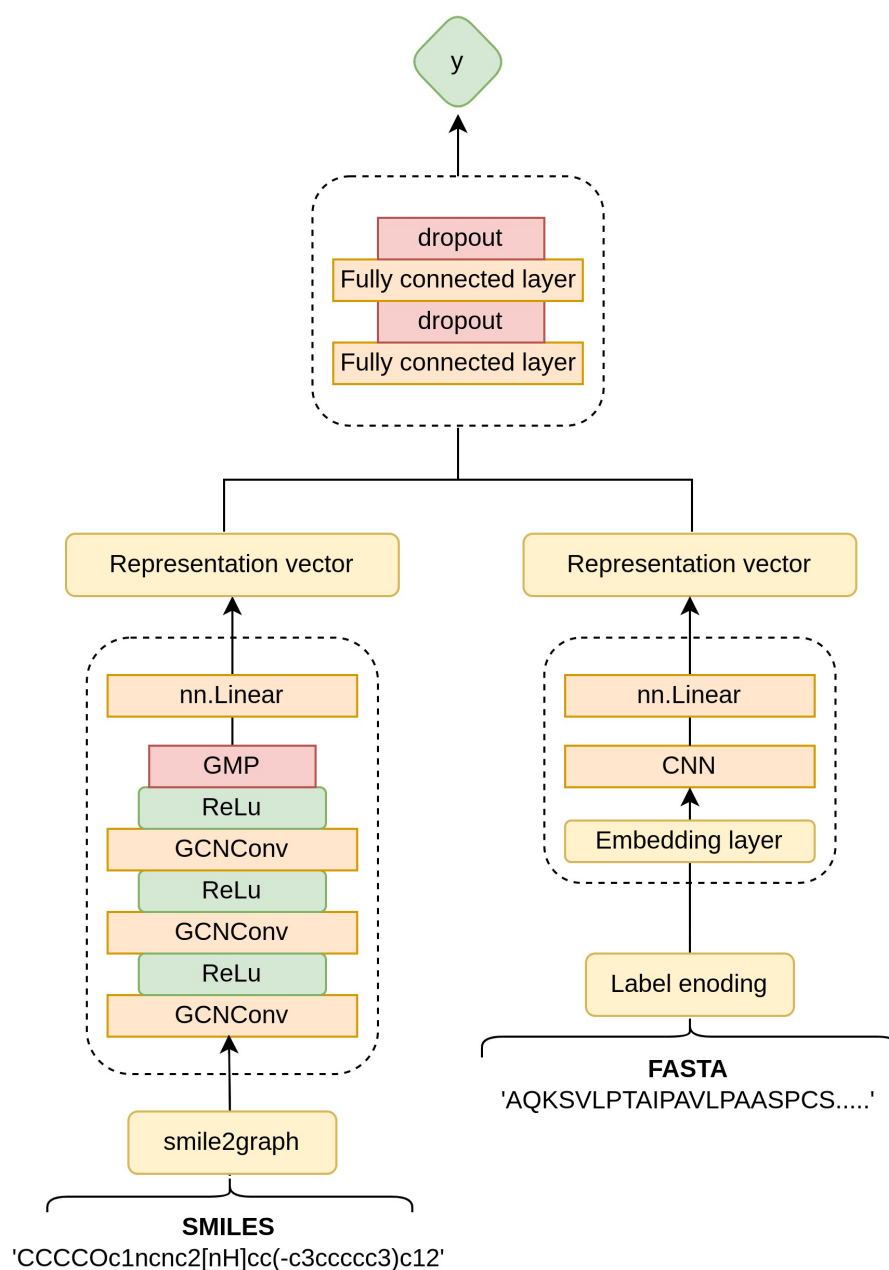 y
dropout
Fully connected layer
dropout
Fully connected layer
Representation vector
nn.Linear
GMP
ReLu
GCNConv
ReLu
GCNConv
ReLu
GCNConv
smile2graph
SMILES
'CCCCOc1ncnc2[nH]cc(-c3ccccc3)c12'
Representation vector
nn.Linear
CNN
Embedding layer
Label enoding
FASTA
'AQKSVLPTAIPAVLPAASPCS.....'